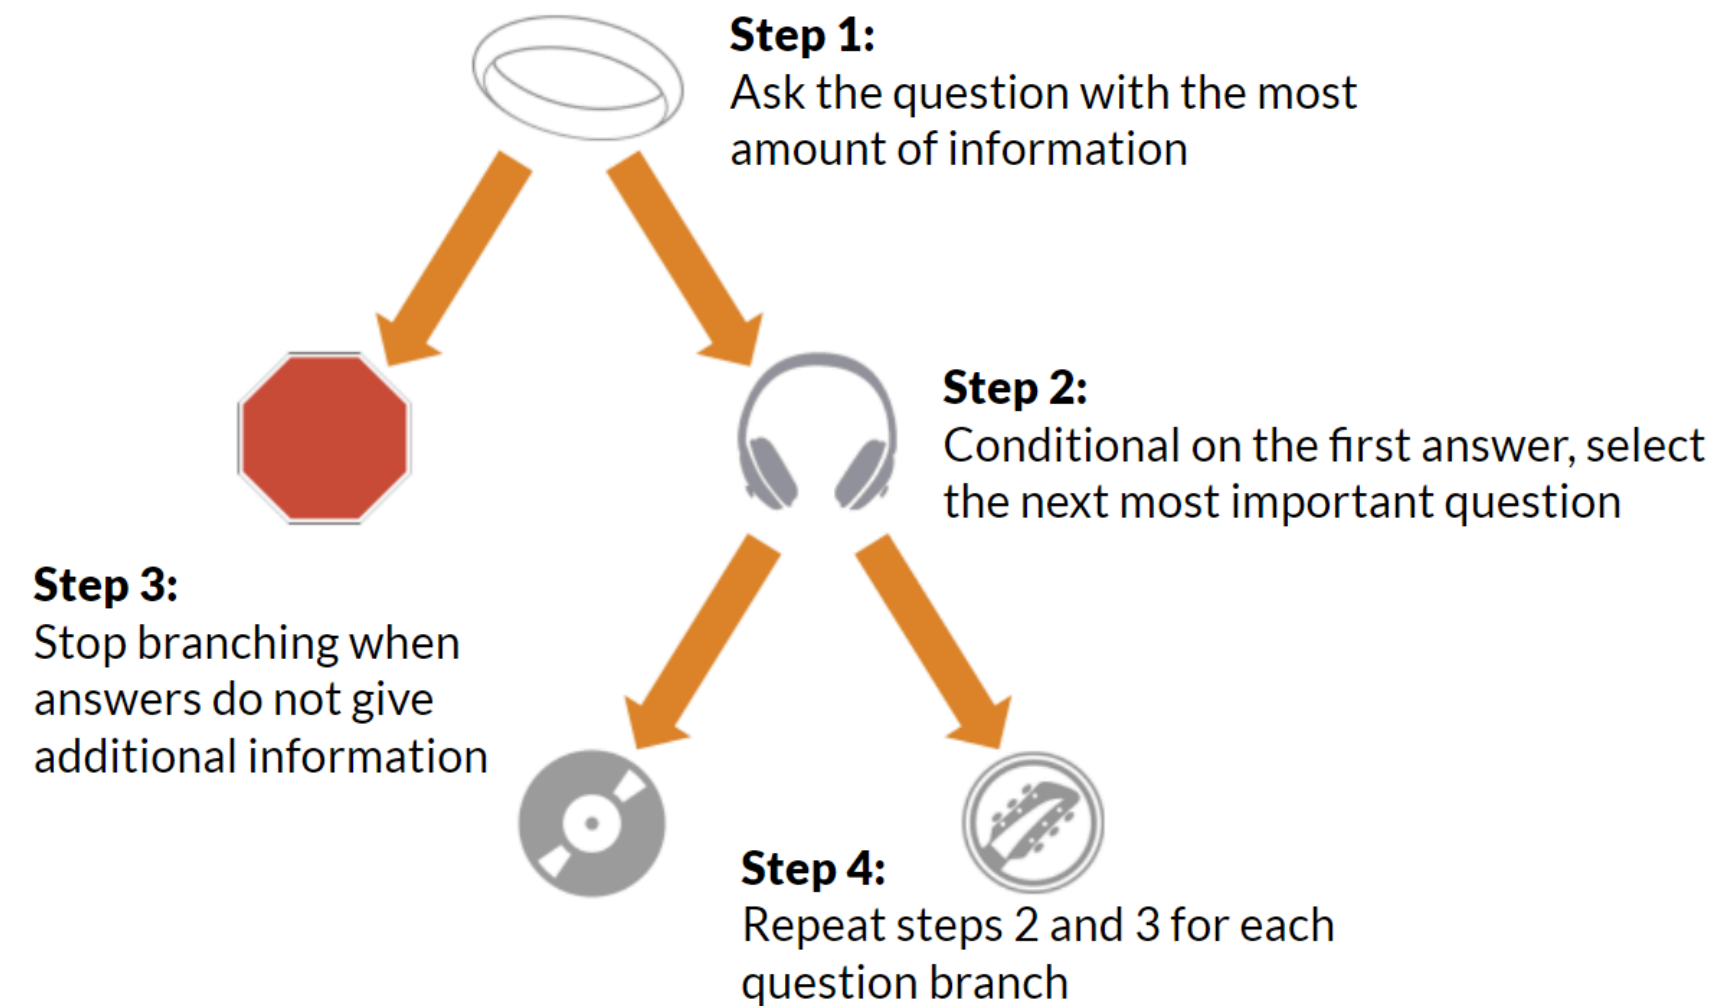 Step 1:
Ask the question with the most
amount of information
Step 2:
Conditional on the first answer, select
the next most important question
Step 3:
Stop branching when
answers do not give
additional information
Step 4:
Repeat steps 2 and 3 for each
question branch